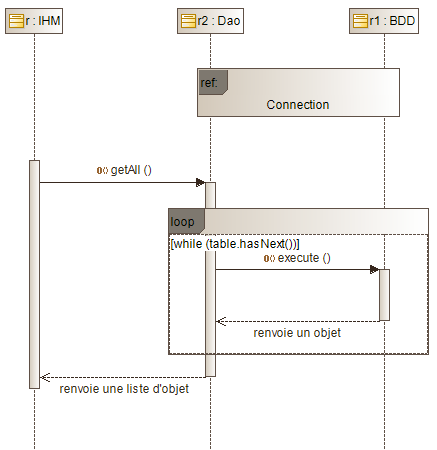 r : IHM
r2 : Dao
r1 : BDD
ref:
Connection
getAll ()
loop
[while (table.hasNext())]
execute ()
renvoie un objet
renvoie une liste d'objet